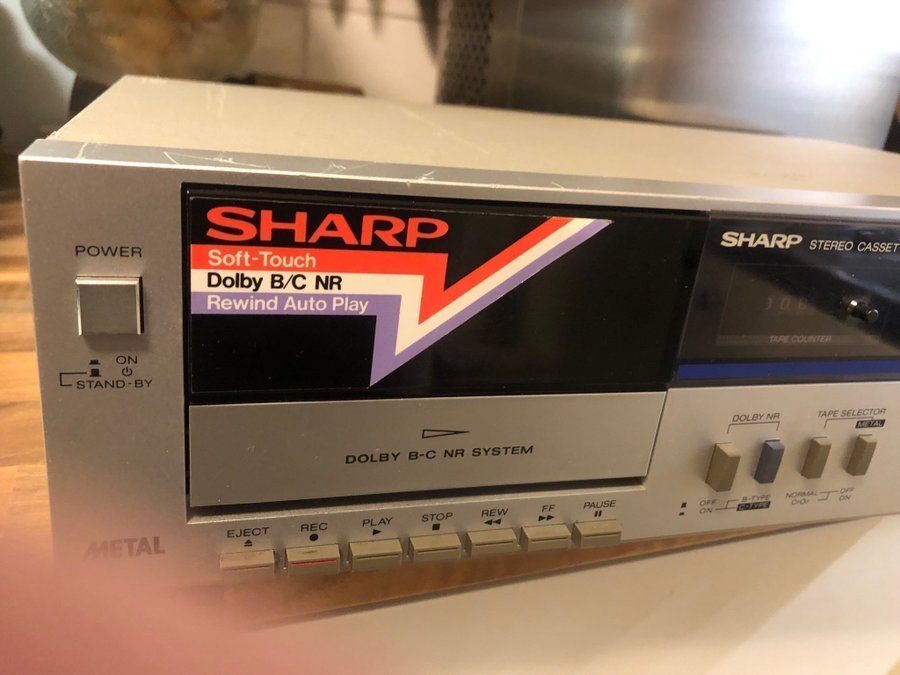 POWER
ON
STAND-BY
SHARP
Soft-Touch
Dolby B/C NR
Rewind Auto Play
SHARP STEREO CASSET
TAPE COUNTER
DOLBY B-C NR SYSTEM
DOLBY NR
TAPE SELECTOR
METAL
OFF
ON
B-TYPE
C-TYPE
NORMAL
CrO₂
OFF
ON
METAL
EJECT
REC
PLAY
STOP
REW
FF
PAUSE